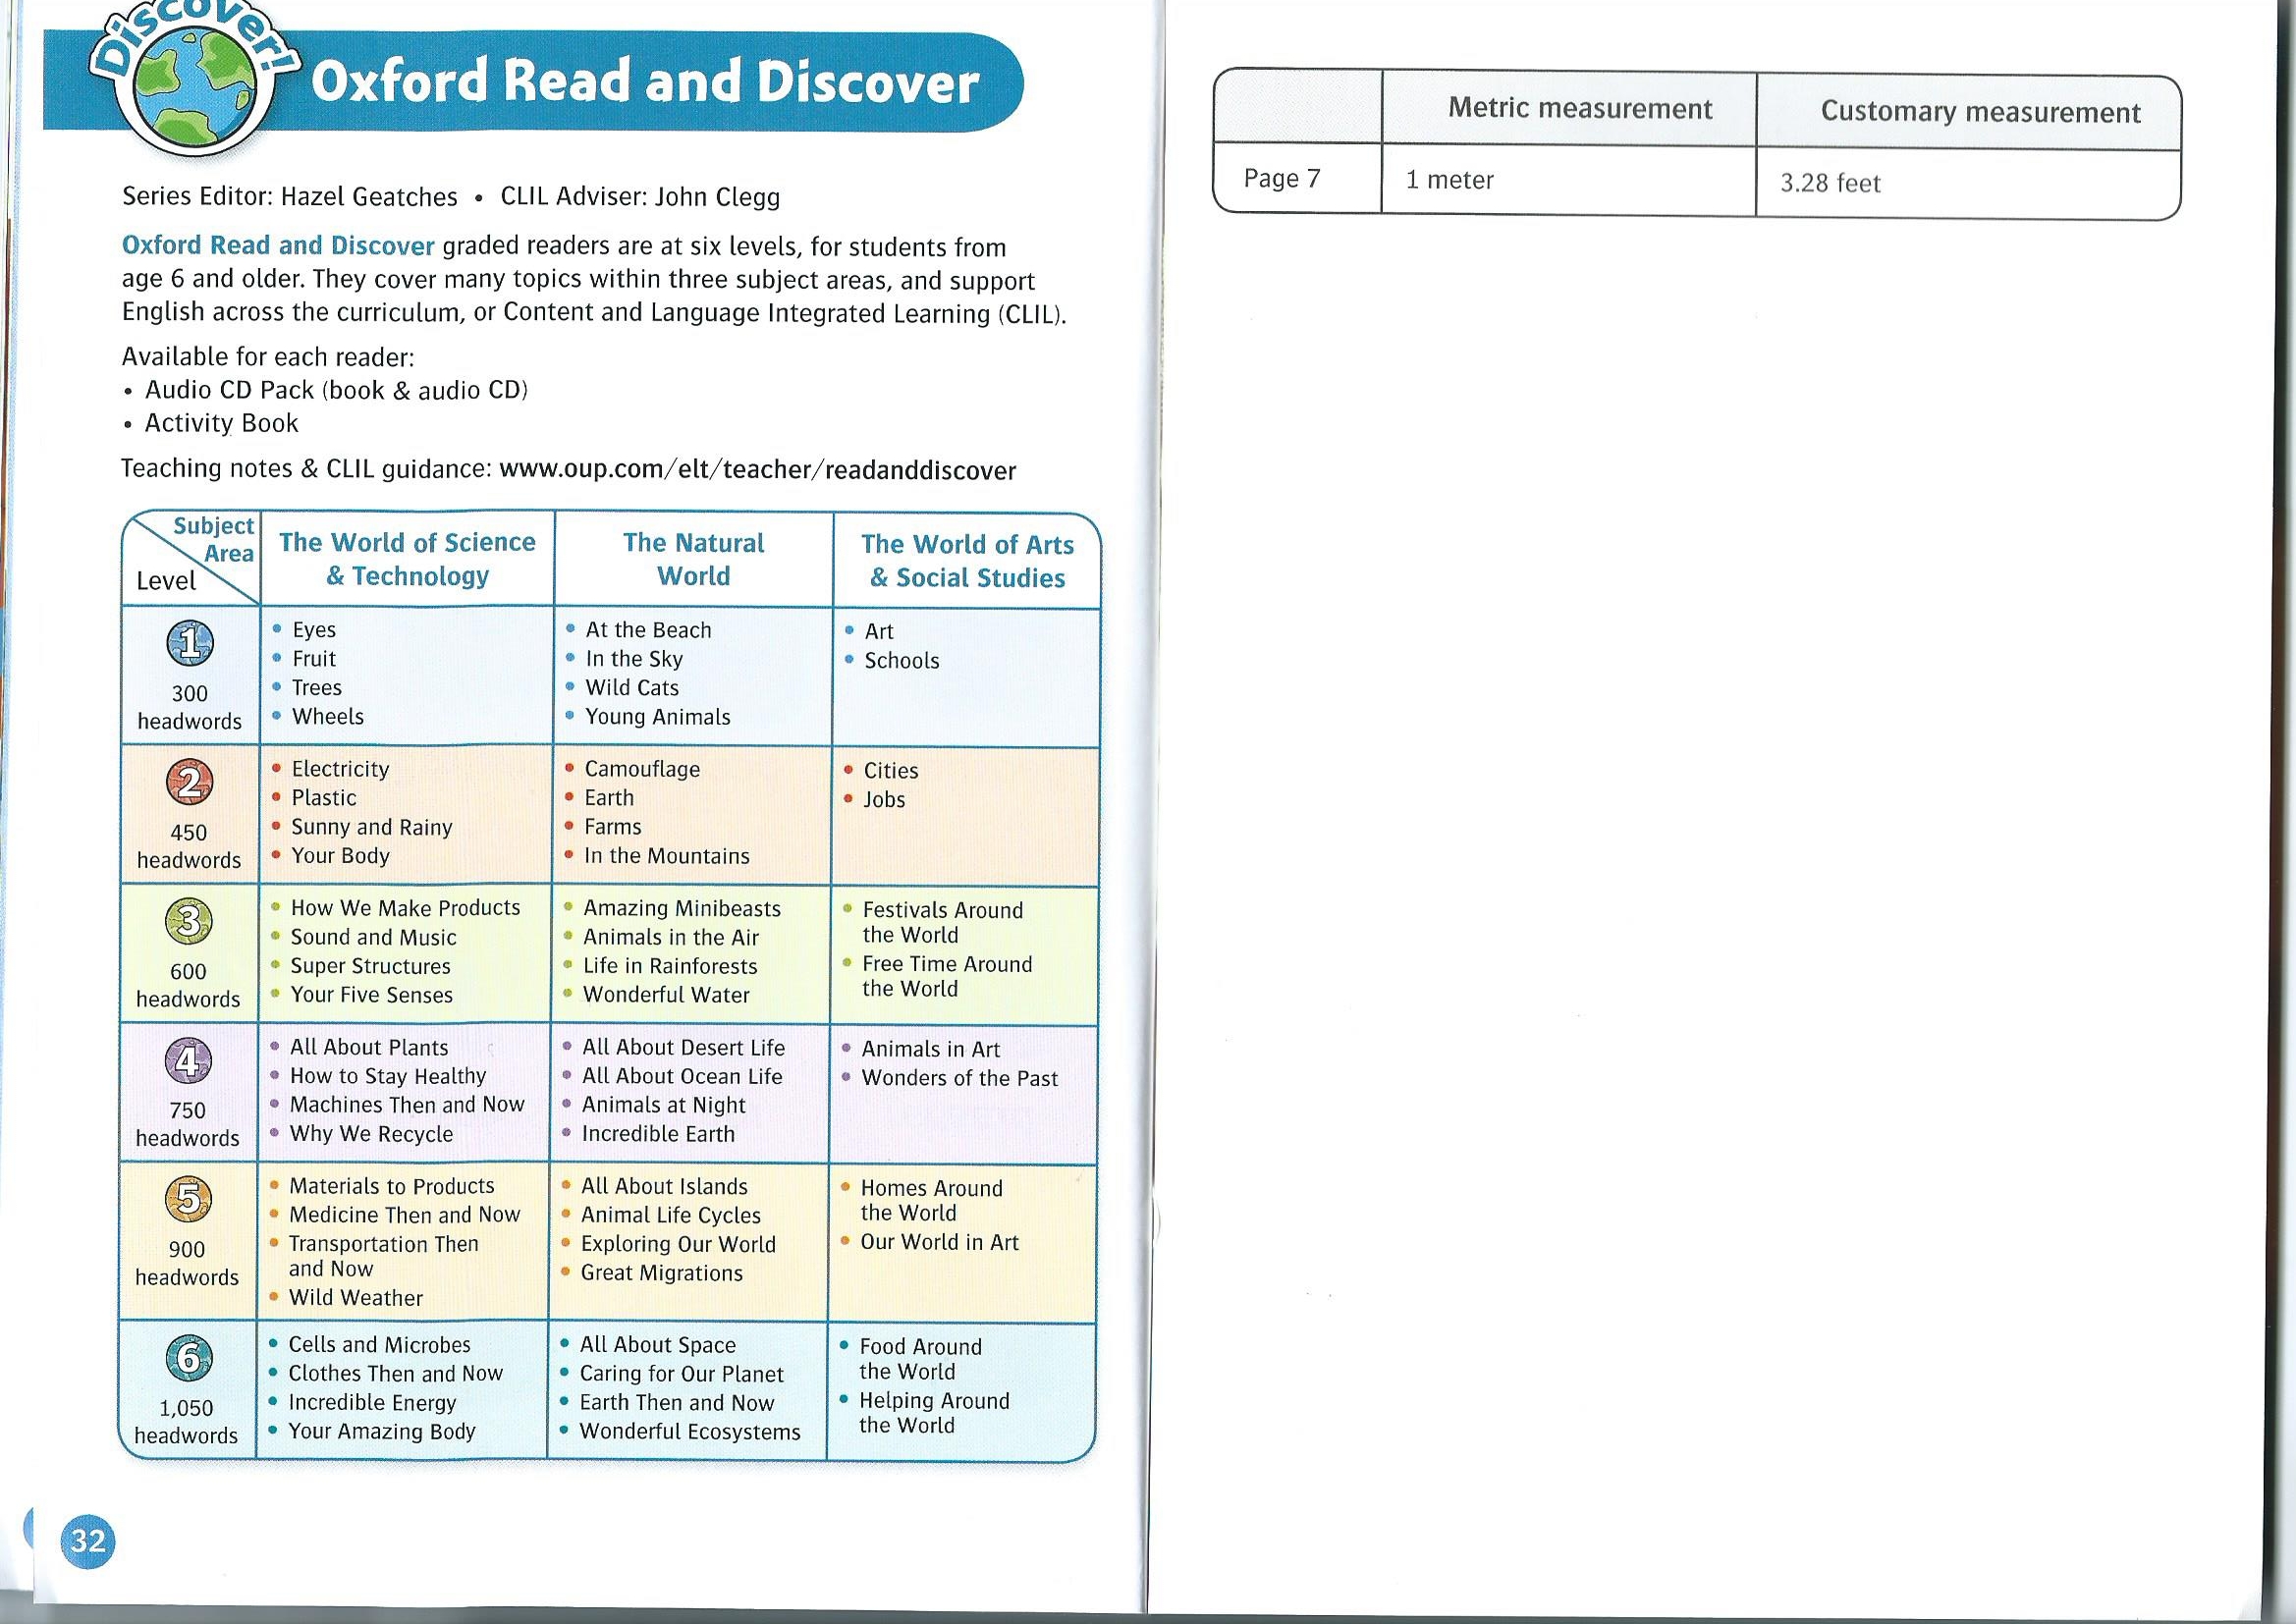 Discover!
Oxford Read and Discover
Series Editor: Hazel Geatches • CLIL Adviser: John Clegg
Oxford Read and Discover graded readers are at six levels, for students from
age 6 and older. They cover many topics within three subject areas, and support
English across the curriculum, or Content and Language Integrated Learning (CLIL).
Available for each reader:
• Audio CD Pack (book & audio CD)
• Activity Book
Teaching notes & CLIL guidance: www.oup.com/elt/teacher/readanddiscover
Subject
Area
Level
The World of Science
& Technology
The Natural
World
The World of Arts
& Social Studies
1
300
headwords
• Eyes
• Fruit
• Trees
• Wheels
• At the Beach
• In the Sky
• Wild Cats
• Young Animals
• Art
• Schools
2
450
headwords
• Electricity
• Plastic
• Sunny and Rainy
• Your Body
• Camouflage
• Earth
• Farms
• In the Mountains
• Cities
• Jobs
3
600
headwords
• How We Make Products
• Sound and Music
• Super Structures
• Your Five Senses
• Amazing Minibeasts
• Animals in the Air
• Life in Rainforests
• Wonderful Water
• Festivals Around
the World
• Free Time Around
the World
4
750
headwords
• All About Plants
• How to Stay Healthy
• Machines Then and Now
• Why We Recycle
• All About Desert Life
• All About Ocean Life
• Animals at Night
• Incredible Earth
• Animals in Art
• Wonders of the Past
5
900
headwords
• Materials to Products
• Medicine Then and Now
• Transportation Then
and Now
• Wild Weather
• All About Islands
• Animal Life Cycles
• Exploring Our World
• Great Migrations
• Homes Around
the World
• Our World in Art
6
1,050
headwords
• Cells and Microbes
• Clothes Then and Now
• Incredible Energy
• Your Amazing Body
• All About Space
• Caring for Our Planet
• Earth Then and Now
• Wonderful Ecosystems
• Food Around
the World
• Helping Around
the World
32
Metric measurement
Customary measurement
Page 7
1 meter
3.28 feet